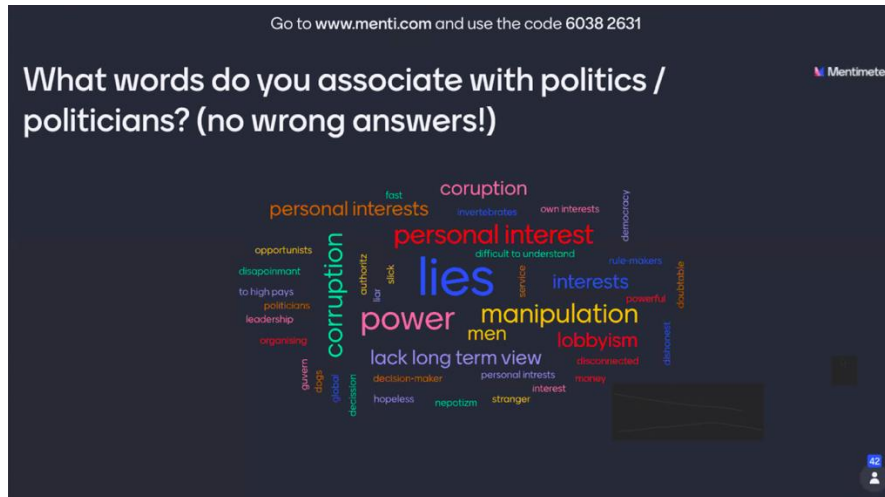 Go to www.menti.com and use the code 6038 2631
What words do you associate with politics /
politicians? (no wrong answers!)
Mentimete
fast
coruption
personal interests
invertebrates
own interests
democracy
personal interest
opportunists
difficult to understand
rule-makers
disapoinmant
corruption
authoritz
slick
lies
service
interests
doubtable
to high pays
liar
powerful
politicians
leadership
power
manipulation
men
organising
lobbyism
dishonest
lack long term view
disconnected
guvern
dogs
global
decission
decision-maker
personal intrests
money
interest
hopeless
nepotizm
stranger
42